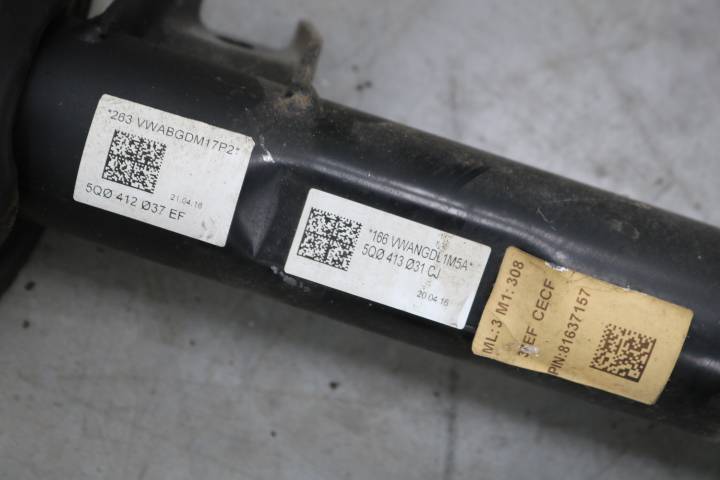 *263 VWABGDM17P2*
5QØ 412 Ø37 EF
21.04.16
*166 VWANGDL1M5A*
5QØ 413 Ø31 CJ
20.04.16
ML: 3 M1: 308
37EF CECF
PIN:81637157